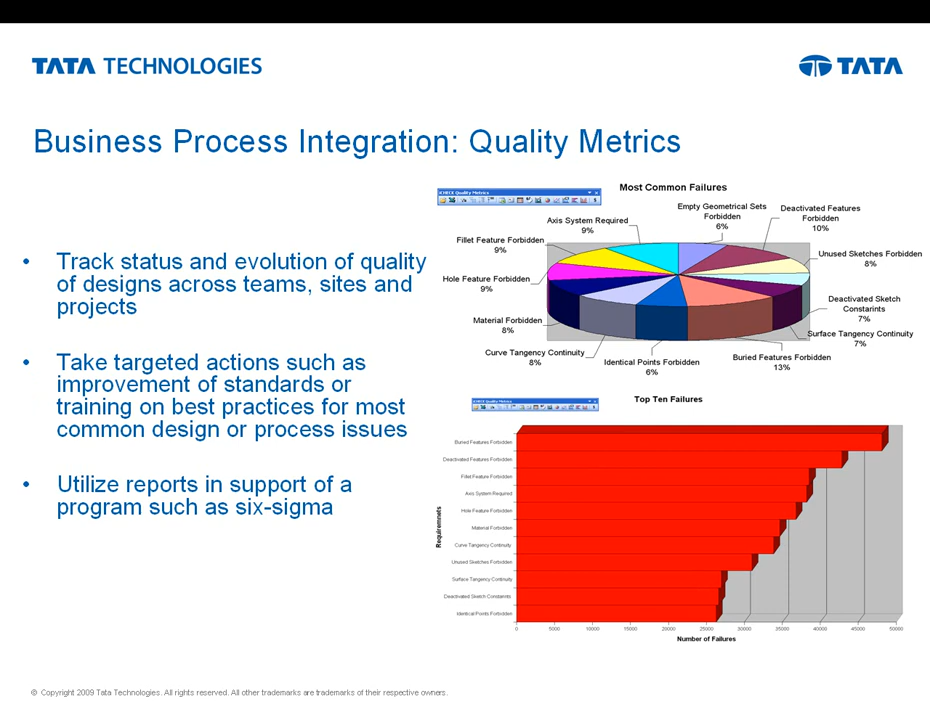 TATA TECHNOLOGIES
TATA
Business Process Integration: Quality Metrics
• Track status and evolution of quality
of designs across teams, sites and
projects
• Take targeted actions such as
improvement of standards or
training on best practices for most
common design or process issues
• Utilize reports in support of a
program such as six-sigma
iCHECK Quality Metrics
Most Common Failures
Empty Geometrical Sets
Forbidden
6%
Deactivated Features
Forbidden
10%
Unused Sketches Forbidden
8%
Deactivated Sketch
Constarints
7%
Surface Tangency Continuity
7%
Buried Features Forbidden
13%
Identical Points Forbidden
6%
Curve Tangency Continuity
8%
Material Forbidden
8%
Hole Feature Forbidden
9%
Fillet Feature Forbidden
9%
Axis System Required
9%
iCHECK Quality Metrics
Top Ten Failures
Requiremnets
Buried Features Forbidden
Deactivated Features Forbidden
Fillet Feature Forbidden
Axis System Required
Hole Feature Forbidden
Material Forbidden
Curve Tangency Continuity
Unused Sketches Forbidden
Surface Tangency Continuity
Deactivated Sketch Constarints
Identical Points Forbidden
0 5000 10000 15000 20000 25000 30000 35000 40000 45000 50000
Number of Failures
© Copyright 2009 Tata Technologies. All rights reserved. All other trademarks are trademarks of their respective owners.